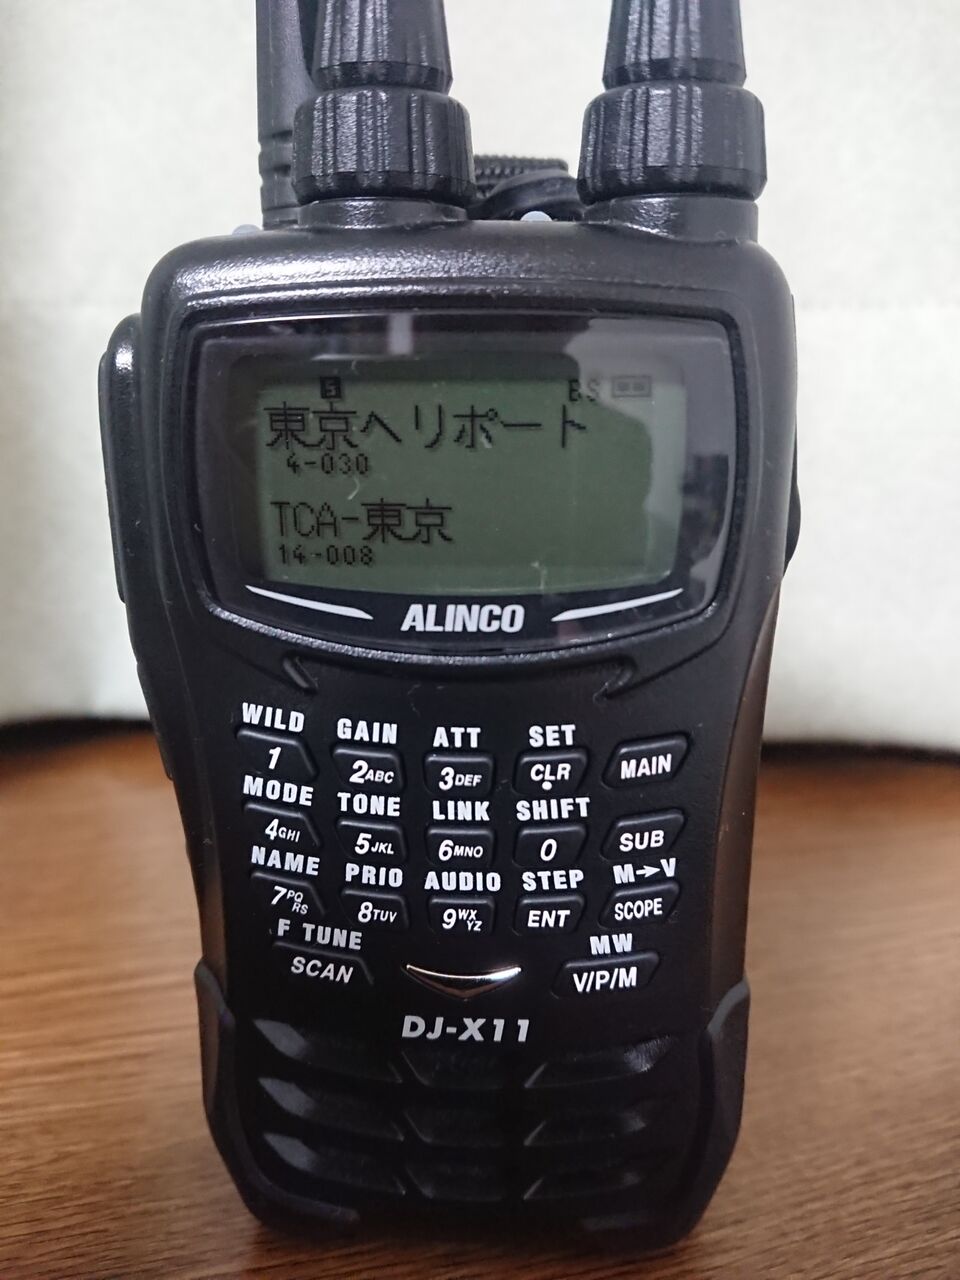 S BS
東京ヘリポート
4-030
TCA-東京
14-008
ALINCO
WILD GAIN ATT SET
1 2ABC 3DEF CLR MAIN
MODE TONE LINK SHIFT
4GHI 5JKL 6MNO 0 SUB
NAME PRIO AUDIO STEP M→V
7PQRS 8TUV 9WXYZ ENT SCOPE
F TUNE MW
SCAN V/P/M
DJ-X11